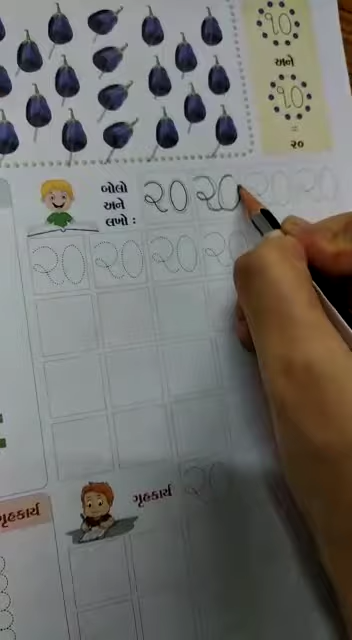 ૧૦
અને
૧૦
=
૨૦
બોલો ૨૦ ૨૦ ૨૦ ૨૦
અને
લખો :
૨૦ ૨૦ ૨૦ ૨૦
ગૃહકાર્ય ૨૦
ગૃહકાર્ય